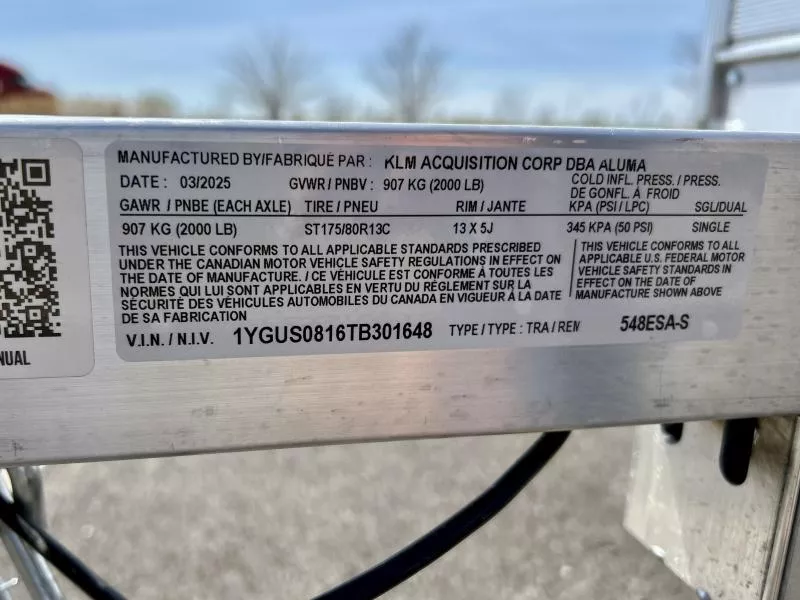 MANUFACTURED BY/FABRIQUÉ PAR : KLM ACQUISITION CORP DBA ALUMA
DATE : 03/2025 GVWR / PNBV : 907 KG (2000 LB) COLD INFL. PRESS. / PRESS.
DE GONFL. À FROID
GAWR / PNBE (EACH AXLE) TIRE / PNEU RIM / JANTE KPA (PSI / LPC) SGL/DUAL
907 KG (2000 LB) ST175/80R13C 13 X 5J 345 KPA (50 PSI) SINGLE
THIS VEHICLE CONFORMS TO ALL APPLICABLE STANDARDS PRESCRIBED
UNDER THE CANADIAN MOTOR VEHICLE SAFETY REGULATIONS IN EFFECT ON
THE DATE OF MANUFACTURE. / CE VÉHICULE EST CONFORME À TOUTES LES
NORMES QUI LUI SONT APPLICABLES EN VERTU DU RÈGLEMENT SUR LA
SÉCURITÉ DES VÉHICULES AUTOMOBILES DU CANADA EN VIGUEUR À LA DATE
DE SA FABRICATION
THIS VEHICLE CONFORMS TO ALL
APPLICABLE U.S. FEDERAL MOTOR
VEHICLE SAFETY STANDARDS IN
EFFECT ON THE DATE OF
MANUFACTURE SHOWN ABOVE
V.I.N. / N.I.V. 1YGUS0816TB301648 TYPE / TYPE : TRA / REM 548ESA-S